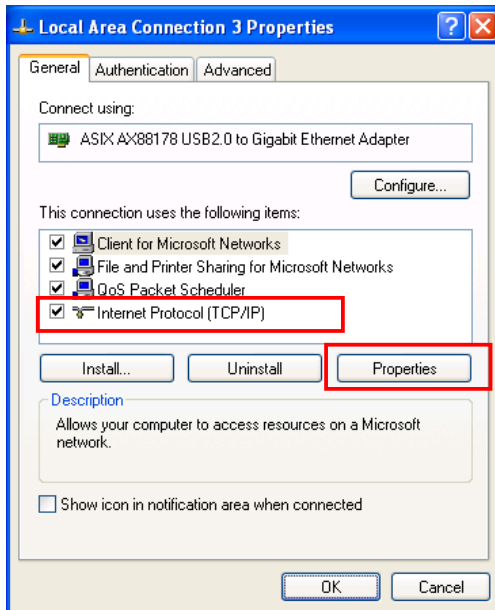 Local Area Connection 3 Properties
General Authentication Advanced
Connect using:
ASIX AX88178 USB2.0 to Gigabit Ethernet Adapter
Configure...
This connection uses the following items:
Client for Microsoft Networks
File and Printer Sharing for Microsoft Networks
QoS Packet Scheduler
Internet Protocol (TCP/IP)
Install... Uninstall Properties
Description
Allows your computer to access resources on a Microsoft
network.
Show icon in notification area when connected
OK Cancel